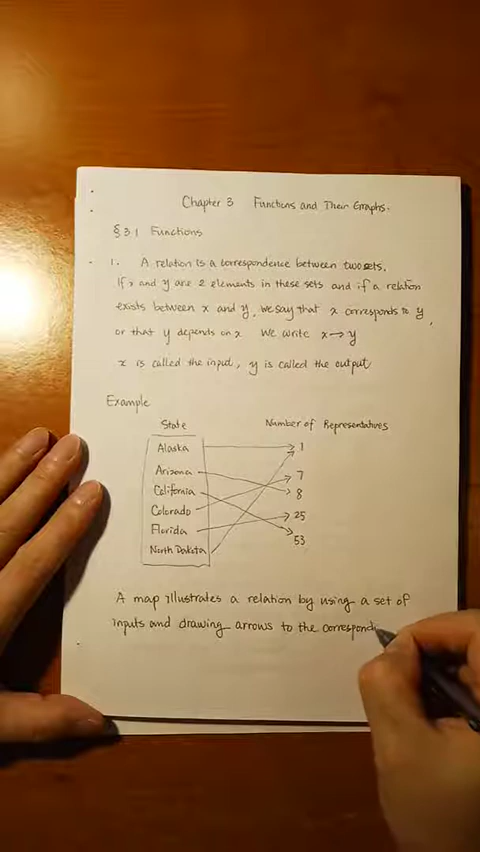 Chapter 3 Functions and Their Graphs.
§3.1 Functions
1. A relation is a correspondence between two sets.
If x and y are 2 elements in these sets and if a relation
exists between x and y, we say that x corresponds to y,
or that y depends on x We write x→y
x is called the input, y is called the output
Example
State Number of Representatives
Alaska 1
Arizona 7
California 8
Colorado 25
Florida 53
North Dakota
A map illustrates a relation by using a set of
inputs and drawing arrows to the correspondi